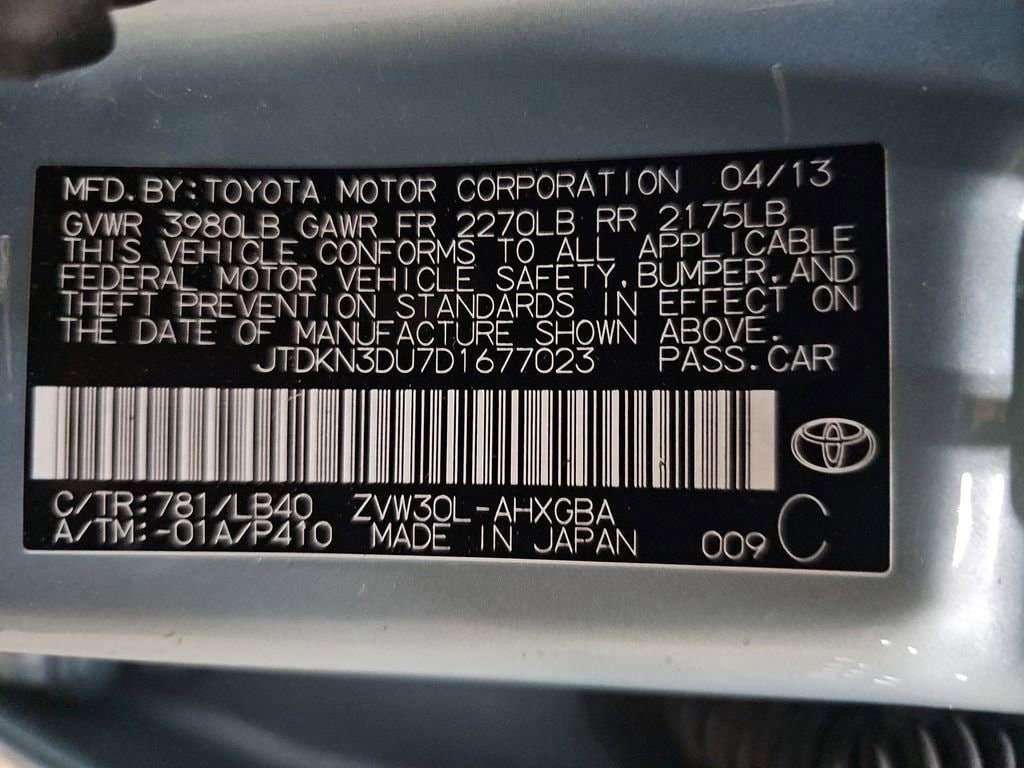 MFD.BY:TOYOTA MOTOR CORPORATION 04/13
GVWR 3980LB GAWR FR 2270LB RR 2175LB
THIS VEHICLE CONFORMS TO ALL APPLICABLE
FEDERAL MOTOR VEHICLE SAFETY,BUMPER,AND
THEFT PREVENTION STANDARDS IN EFFECT ON
THE DATE OF MANUFACTURE SHOWN ABOVE.
JTDKN3DU7D1677023 PASS.CAR
C/TR:781/LB40 ZVW30L-AHXGBA
A/TM:-01A/P410 MADE IN JAPAN 009 C